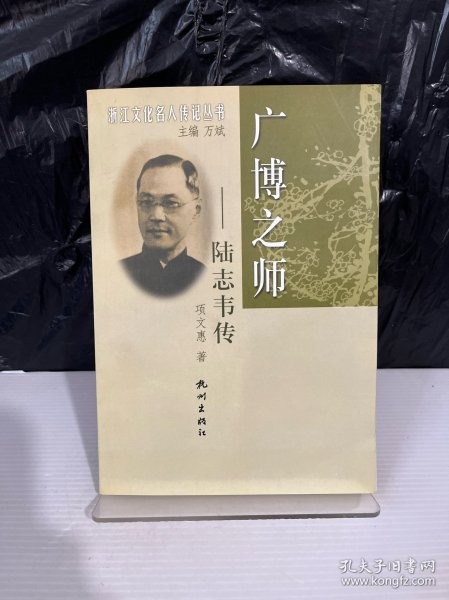 浙江文化名人传记丛书
主编 万斌
广博之师
——陆志韦传
项文惠 著
杭州出版社
孔夫子旧书网
www.kongfz.com